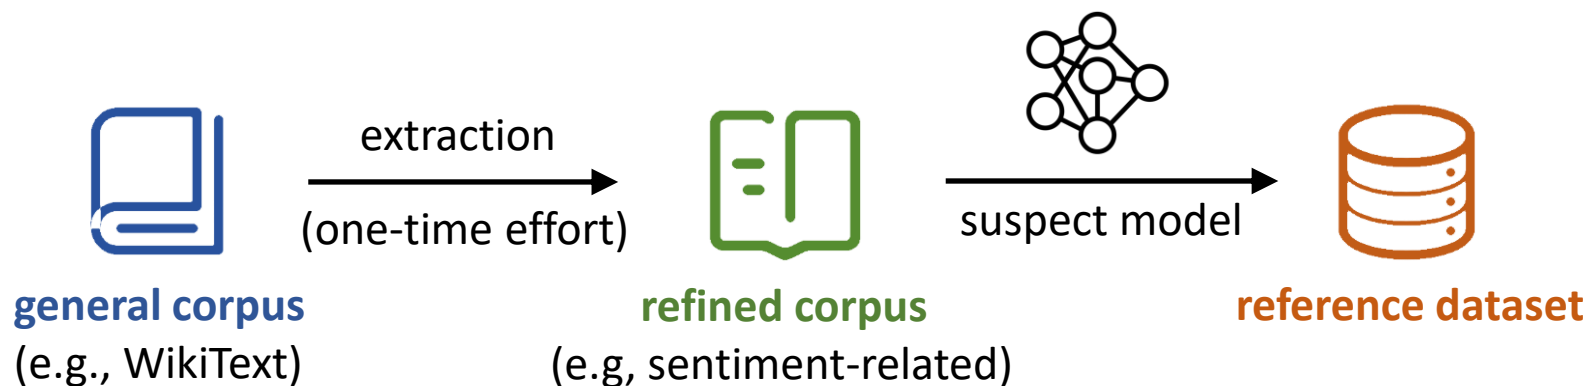 extraction
(one-time effort)
suspect model
general corpus
(e.g., WikiText)
refined corpus
(e.g, sentiment-related)
reference dataset